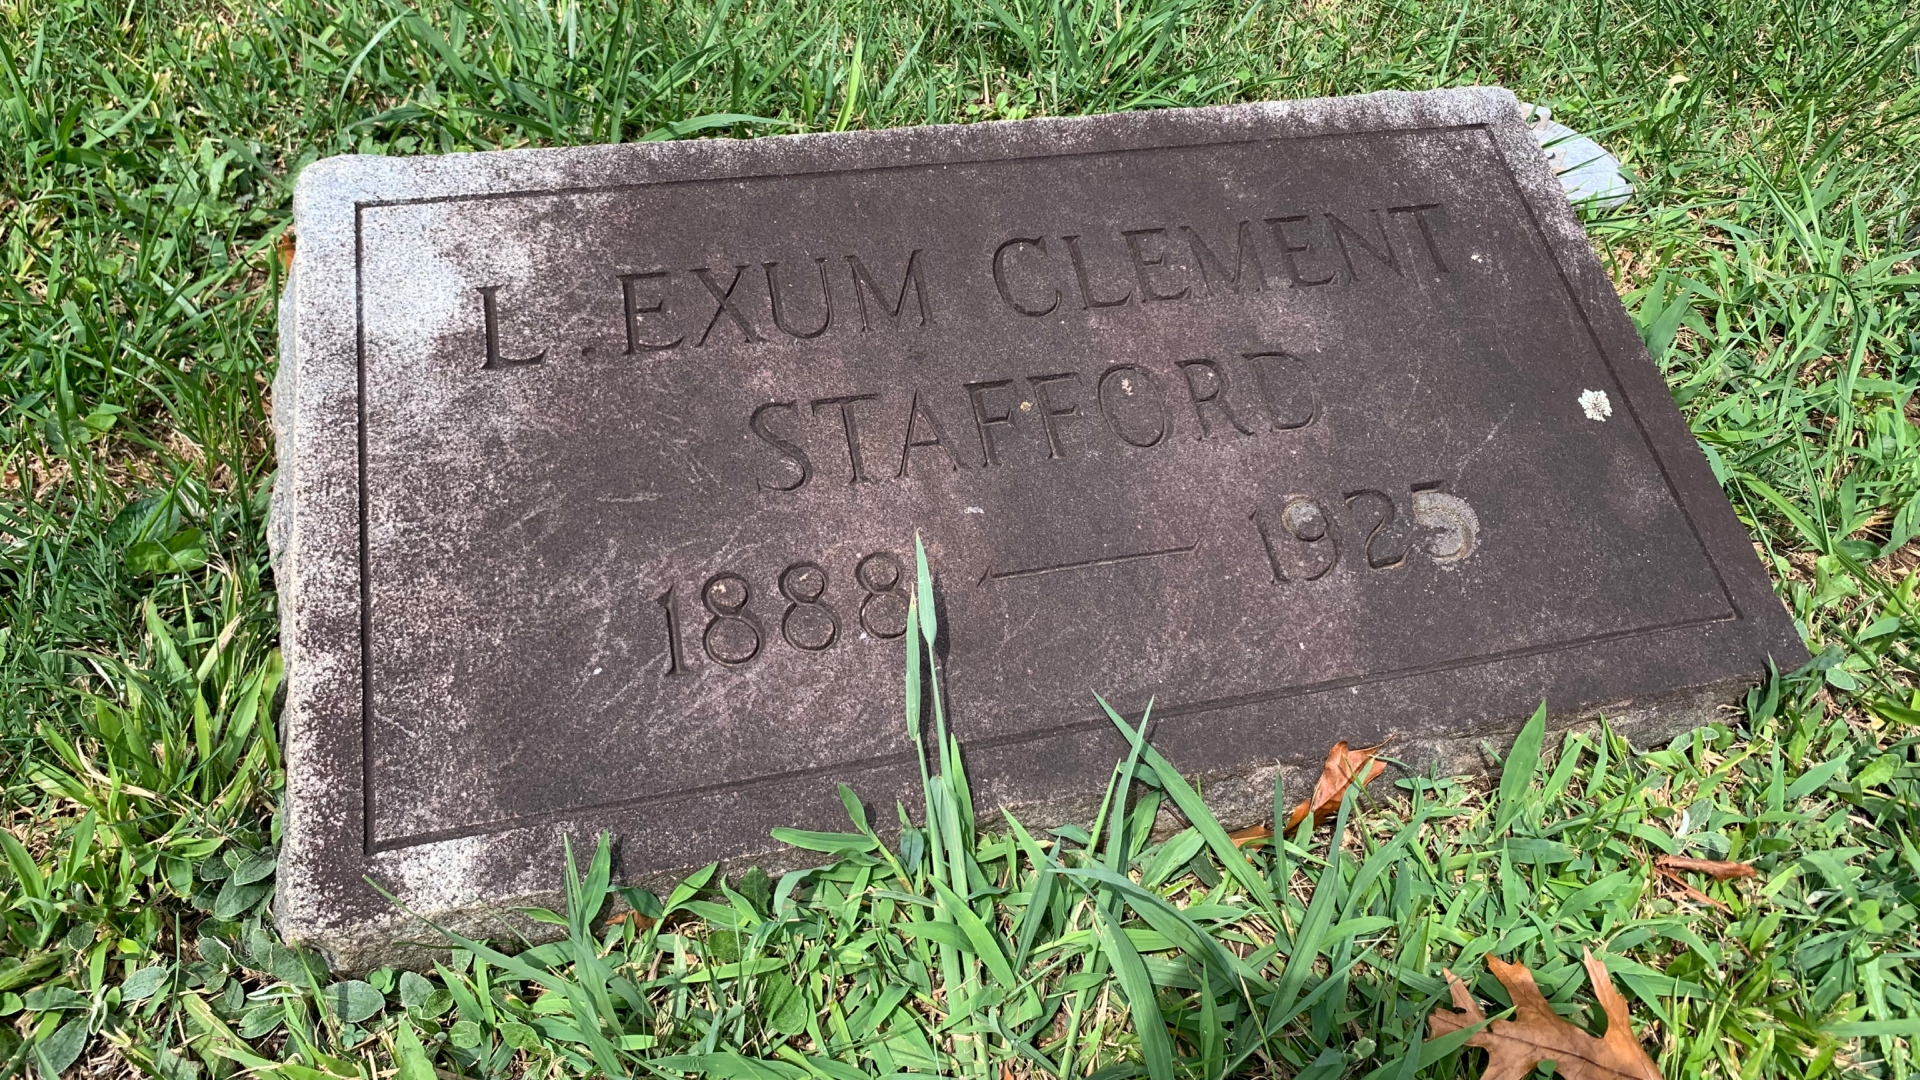 L. EXUM CLEMENT
STAFFORD
1888 — 1925